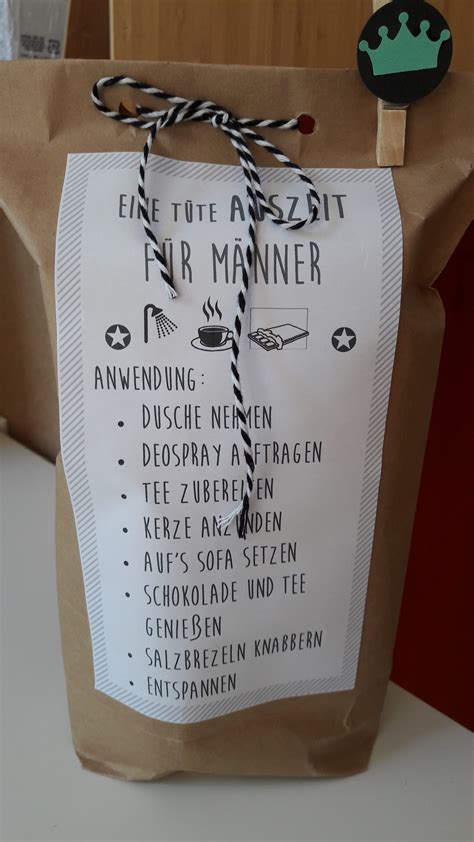 EINE TÜTE AUSZEIT
FÜR MÄNNER
ANWENDUNG:
• DUSCHE NEHMEN
• DEOSPRAY AUFTRAGEN
• TEE ZUBEREITEN
• KERZE ANZÜNDEN
• AUF'S SOFA SETZEN
• SCHOKOLADE UND TEE
GENIEßEN
• SALZBREZELN KNABBERN
• ENTSPANNEN